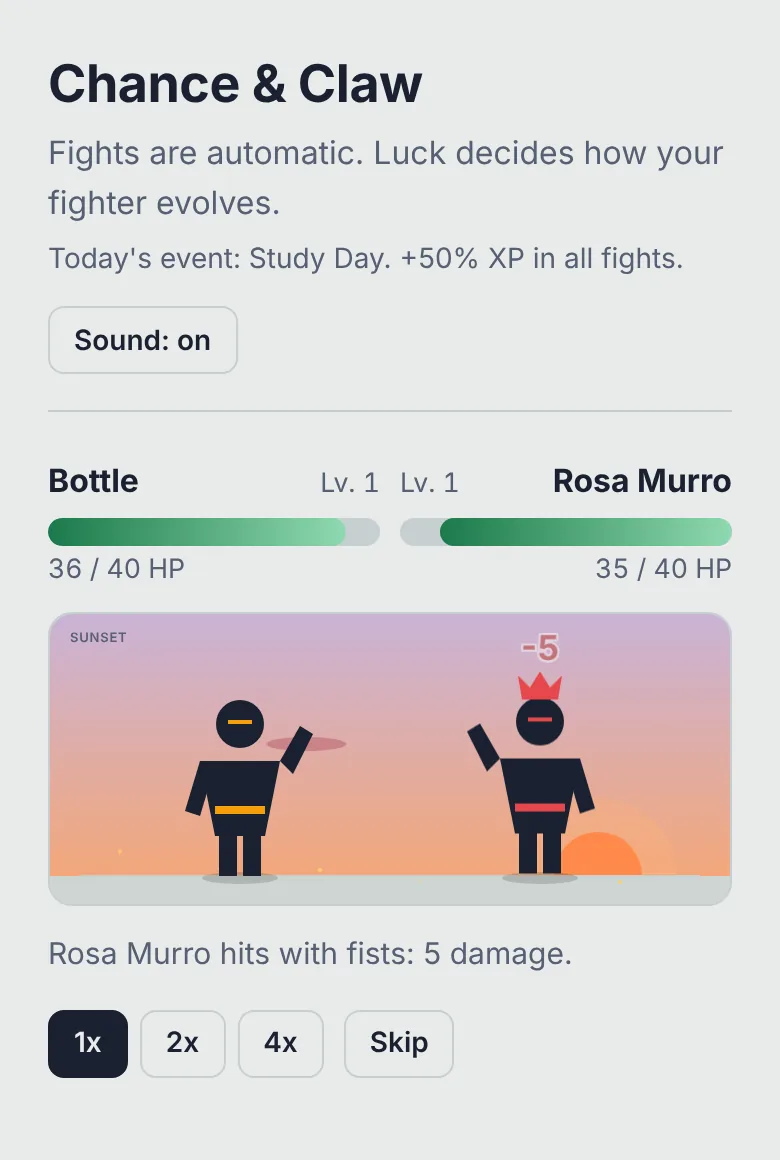 Chance & Claw
Fights are automatic. Luck decides how your
fighter evolves.
Today's event: Study Day. +50% XP in all fights.
Sound: on
Bottle Lv. 1 Lv. 1 Rosa Murro
36 / 40 HP 35 / 40 HP
SUNSET
-5
Rosa Murro hits with fists: 5 damage.
1x 2x 4x Skip